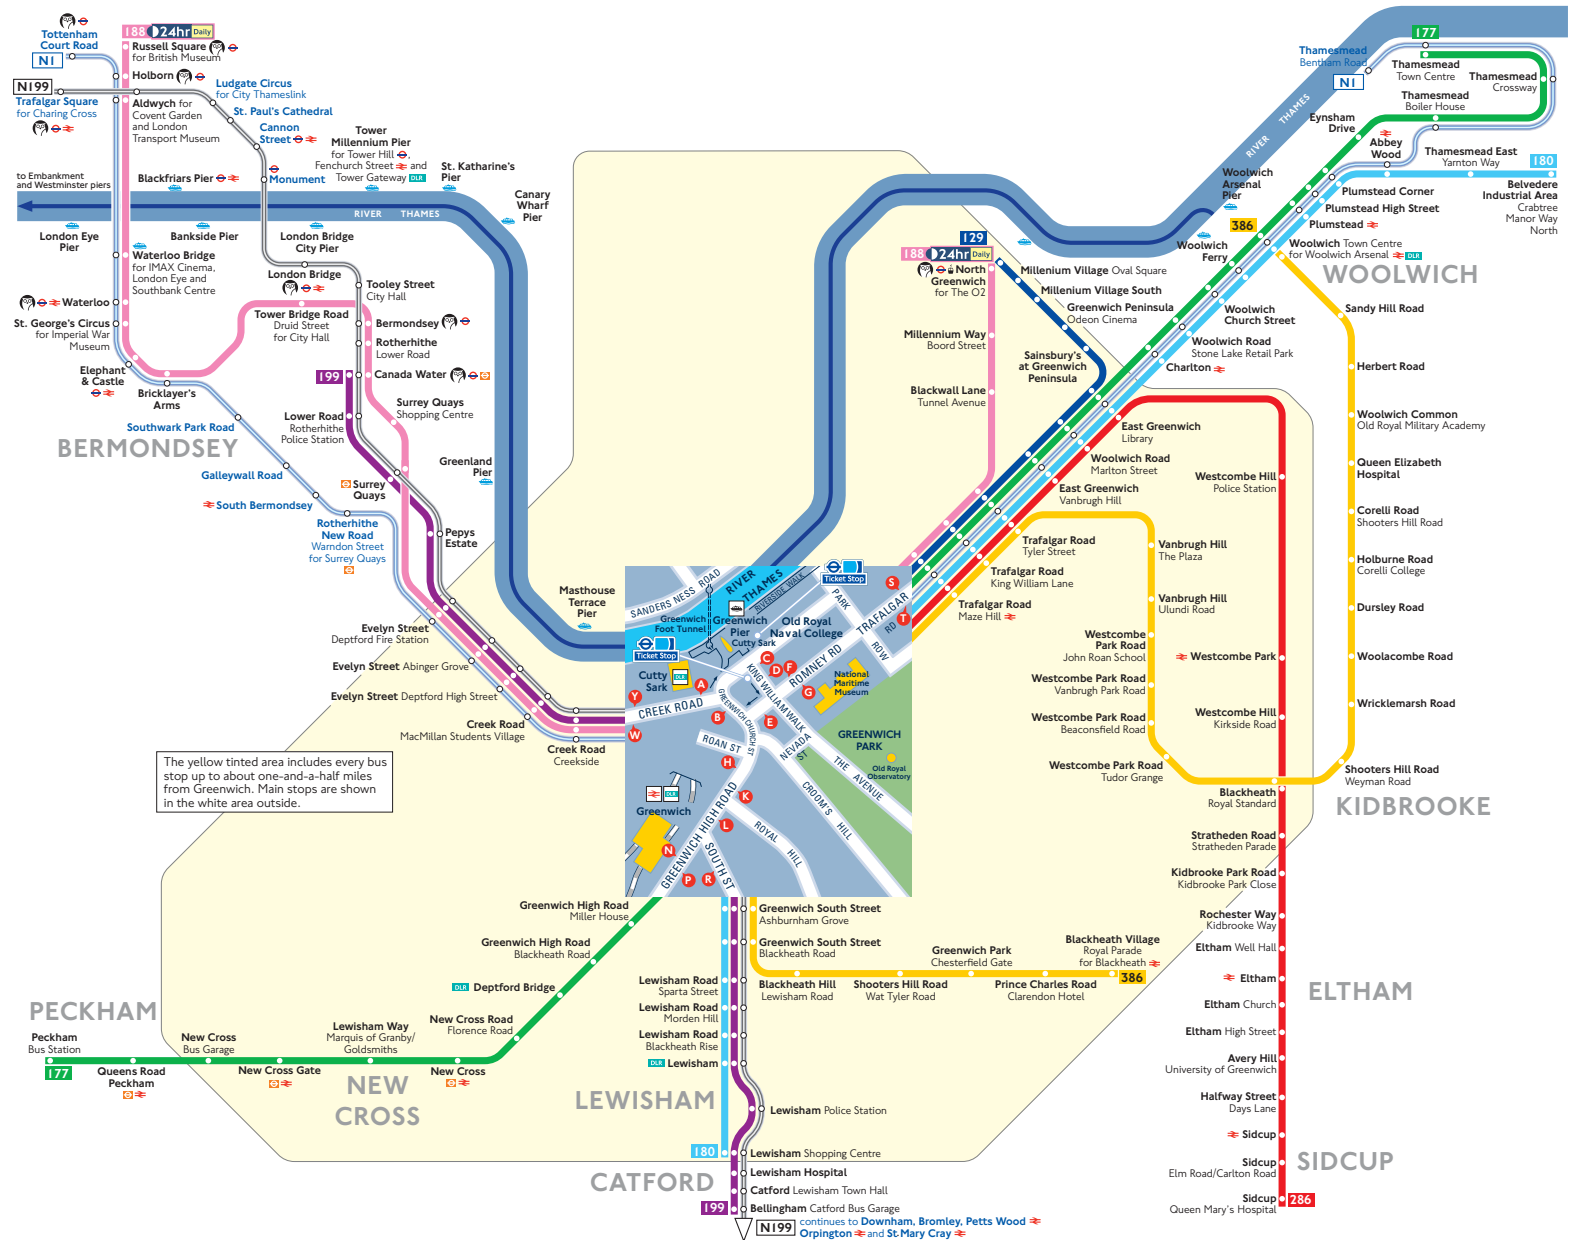 Tottenham
Court Road
N1
188
24hr
Daily
Russell Square
for British Museum
Holborn
N199
Trafalgar Square
for Charing Cross
Aldwych for
Covent Garden
and London
Transport Museum
Ludgate Circus
for City Thameslink
St. Paul's Cathedral
Cannon
Street
Monument
Tower
Millennium Pier
for Tower Hill
Fenchurch Street and
Tower Gateway DLR
St. Katharine's
Pier
Canary
Wharf
Pier
to Embankment
and Westminster piers
Blackfriars Pier
RIVER THAMES
London Eye
Pier
Bankside Pier
London Bridge
City Pier
Waterloo Bridge
for IMAX Cinema,
London Eye and
Southbank Centre
London Bridge
Tooley Street
City Hall
Waterloo
St. George's Circus
for Imperial War
Museum
Tower Bridge Road
Druid Street
for City Hall
Bermondsey
Rotherhithe
Lower Road
Canada Water
199
Elephant
& Castle
Bricklayer's
Arms
Surrey Quays
Shopping Centre
Lower Road
Rotherhithe
Police Station
Southwark Park Road
BERMONDSEY
Galleywall Road
South Bermondsey
Surrey
Quays
Greenland
Pier
Rotherhithe
New Road
Warndon Street
for Surrey Quays
Pepys
Estate
Masthouse
Terrace
Pier
Evelyn Street
Deptford Fire Station
Evelyn Street Abinger Grove
Evelyn Street Deptford High Street
Creek Road
MacMillan Students Village
Creek Road
Creekside
The yellow tinted area includes every bus
stop up to about one-and-a-half miles
from Greenwich. Main stops are shown
in the white area outside.
177
Thamesmead
Bentham Road
N1
Thamesmead
Town Centre
Thamesmead
Crossway
Thamesmead
Boiler House
RIVER THAMES
Eynsham
Drive
Abbey
Wood
Thamesmead East
Yarnton Way
180
Belvedere
Industrial Area
Crabtree
Manor Way
North
Plumstead Corner
Plumstead High Street
Plumstead
Woolwich
Arsenal
Pier
386
Woolwich
Ferry
Woolwich Town Centre
for Woolwich Arsenal DLR
WOOLWICH
129
188
24hr
Daily
North
Greenwich
for The O2
Millenium Village Oval Square
Millenium Village South
Greenwich Peninsula
Odeon Cinema
Millennium Way
Boord Street
Sainsbury's
at Greenwich
Peninsula
Blackwall Lane
Tunnel Avenue
Woolwich
Church Street
Woolwich Road
Stone Lake Retail Park
Charlton
Sandy Hill Road
Herbert Road
Woolwich Common
Old Royal Military Academy
Queen Elizabeth
Hospital
Corelli Road
Shooters Hill Road
Holburne Road
Corelli College
Dursley Road
Woolacombe Road
Wricklemarsh Road
Shooters Hill Road
Weyman Road
KIDBROOKE
East Greenwich
Library
Woolwich Road
Marlton Street
East Greenwich
Vanbrugh Hill
Westcombe Hill
Police Station
Trafalgar Road
Tyler Street
Trafalgar Road
King William Lane
Trafalgar Road
Maze Hill
Vanbrugh Hill
The Plaza
Vanbrugh Hill
Ulundi Road
Westcombe
Park Road
John Roan School
Westcombe Park
Westcombe Park Road
Vanbrugh Park Road
Westcombe Park Road
Beaconsfield Road
Westcombe Hill
Kirkside Road
Westcombe Park Road
Tudor Grange
Blackheath
Royal Standard
Stratheden Road
Stratheden Parade
Kidbrooke Park Road
Kidbrooke Park Close
Rochester Way
Kidbrooke Way
Eltham Well Hall
Eltham
Eltham Church
Eltham High Street
ELTHAM
Avery Hill
University of Greenwich
Halfway Street
Days Lane
Sidcup
Sidcup
Elm Road/Carlton Road
SIDCUP
Sidcup
Queen Mary's Hospital
286
SANDERS NESS ROAD
RIVER
THAMES
RIVERSIDE WALK
Ticket Stop
PARK
ROW
TRAFALGAR
RD
S
T
Greenwich
Foot Tunnel
Greenwich
Pier
Cutty Sark
Old Royal
Naval College
Ticket Stop
Cutty
Sark
DLR
C
D
F
ROMNEY RD
National
Maritime
Museum
G
A
Y
W
CREEK ROAD
B
E
KING WILLIAM WALK
GREENWICH CHURCH ST
ROAN ST
NEVADA
ST
THE AVENUE
GREENWICH
PARK
Old Royal
Observatory
H
K
L
CROOM'S
HILL
ROYAL
HILL
DLR
Greenwich
N
P
R
GREENWICH HIGH ROAD
SOUTH ST
Greenwich High Road
Miller House
Greenwich High Road
Blackheath Road
DLR Deptford Bridge
New Cross Road
Florence Road
PECKHAM
Peckham
Bus Station
177
Queens Road
Peckham
New Cross
Bus Garage
New Cross Gate
Lewisham Way
Marquis of Granby/
Goldsmiths
New Cross
NEW
CROSS
Greenwich South Street
Ashburnham Grove
Greenwich South Street
Blackheath Road
Blackheath Hill
Lewisham Road
Shooters Hill Road
Wat Tyler Road
Greenwich Park
Chesterfield Gate
Prince Charles Road
Clarendon Hotel
Blackheath Village
Royal Parade
for Blackheath
386
Lewisham Road
Sparta Street
Lewisham Road
Morden Hill
Lewisham Road
Blackheath Rise
DLR Lewisham
LEWISHAM
Lewisham Police Station
180
Lewisham Shopping Centre
Lewisham Hospital
CATFORD
Catford Lewisham Town Hall
199
Bellingham Catford Bus Garage
N199
continues to Downham, Bromley, Petts Wood
Orpington and St Mary Cray